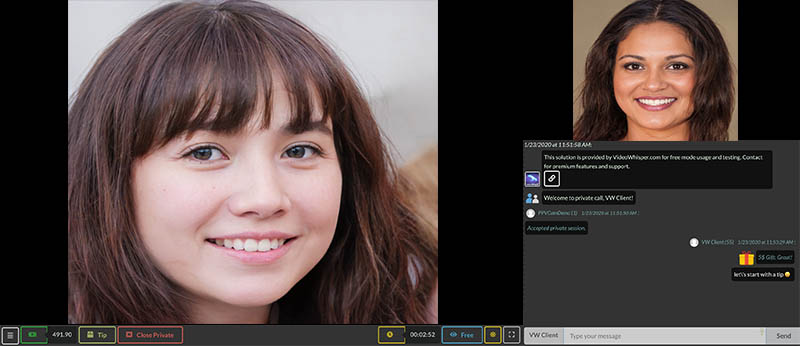 1/23/2020 at 11:51:58 AM:
This solution is provided by VideoWhisper.com for free mode usage and testing. Contact
for premium features and support.
Welcome to private call, VW Client!
PPVCamDemo (1) 1/23/2020 at 11:51:50 AM :
Accepted private session.
VW Client (55) 1/23/2020 at 11:53:29 AM :
5$ Gift: Great!
let\'s start with a tip
491.90
Tip
Close Private
00:02:52
Free
VW Client
Type your message
Send